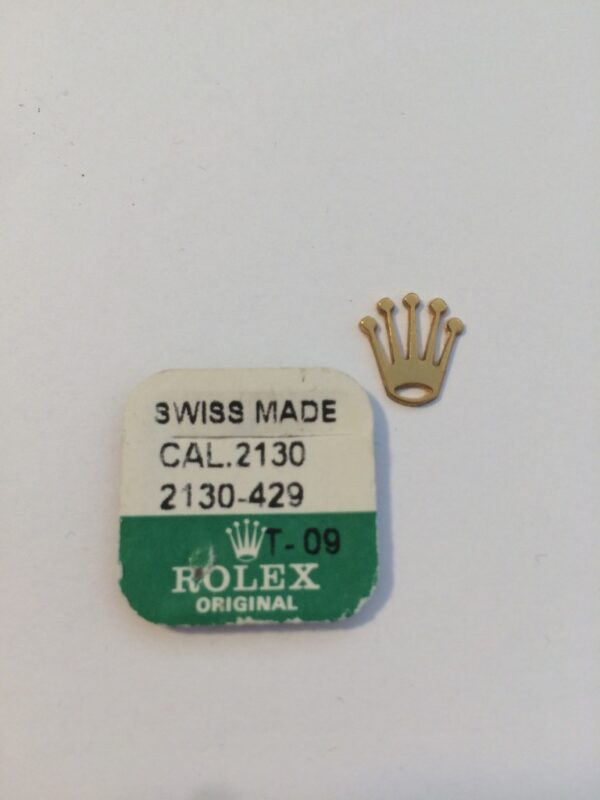 SWISS MADE
CAL.2130
2130-429
T-09
ROLEX
ORIGINAL